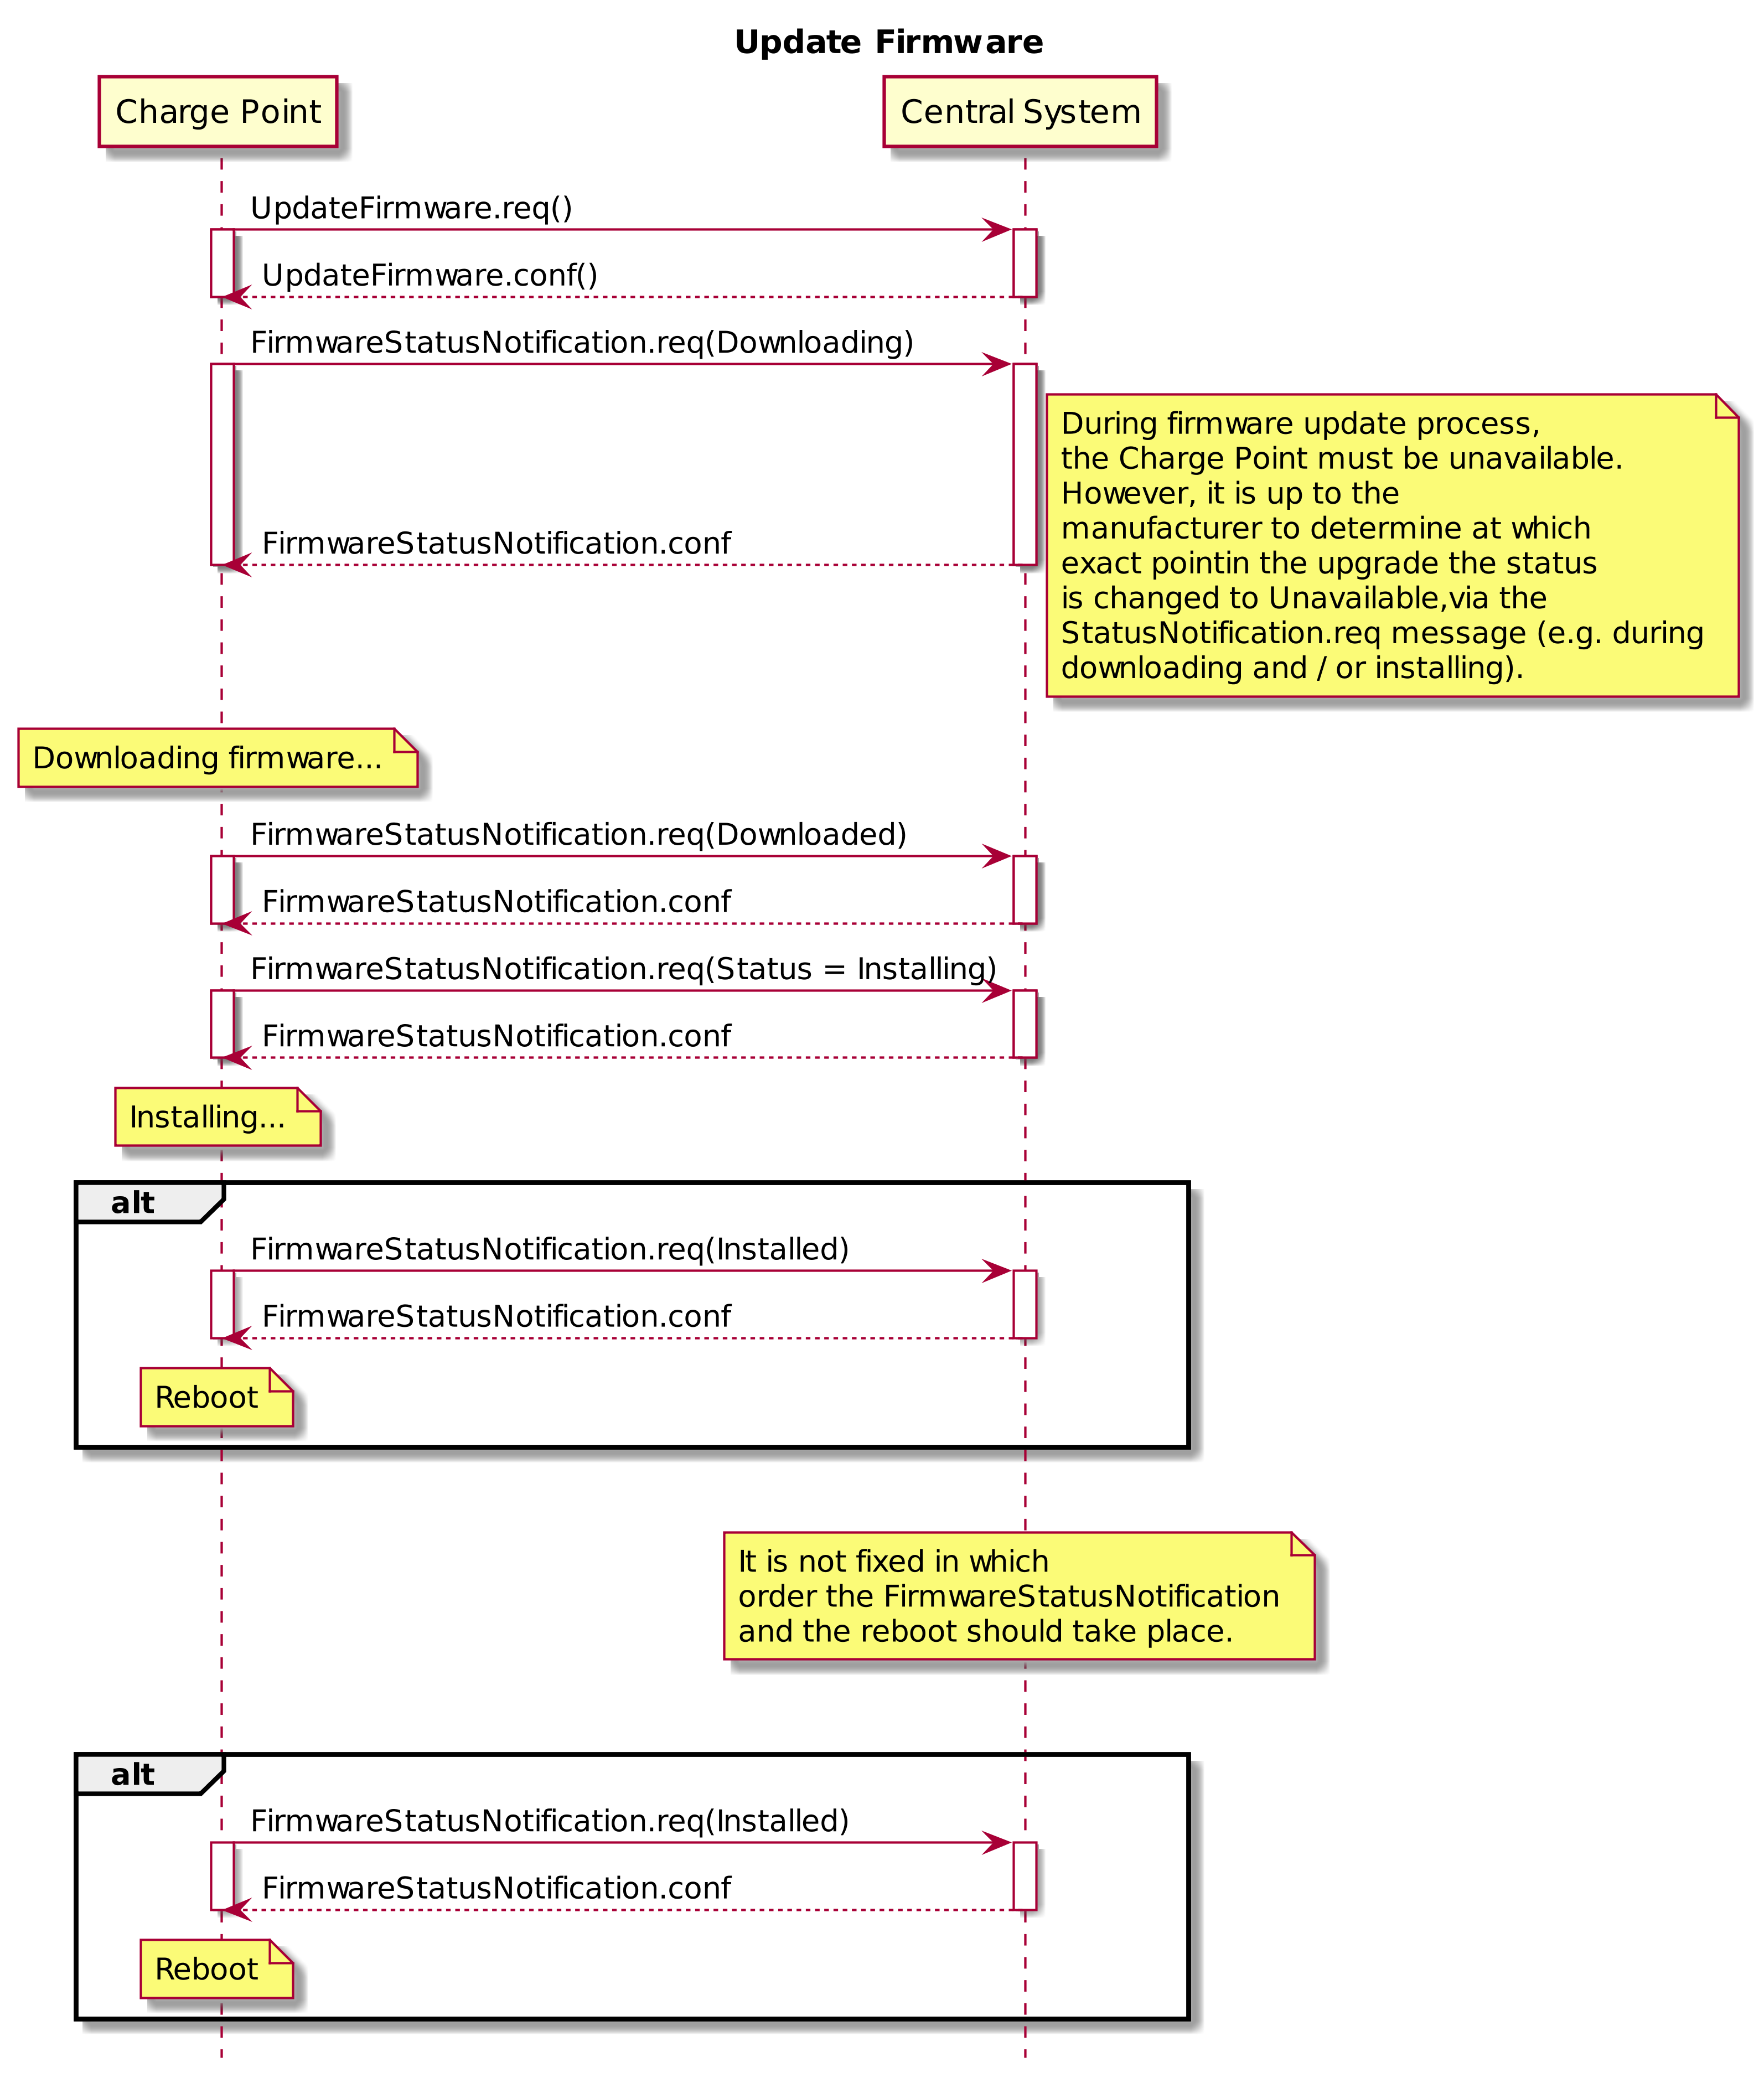 Update Firmware
Charge Point
Central System
UpdateFirmware.req()
UpdateFirmware.conf()
FirmwareStatusNotification.req(Downloading)
During firmware update process,
the Charge Point must be unavailable.
However, it is up to the
manufacturer to determine at which
exact pointin the upgrade the status
is changed to Unavailable,via the
StatusNotification.req message (e.g. during
downloading and / or installing).
FirmwareStatusNotification.conf
Downloading firmware...
FirmwareStatusNotification.req(Downloaded)
FirmwareStatusNotification.conf
FirmwareStatusNotification.req(Status = Installing)
FirmwareStatusNotification.conf
Installing...
alt
FirmwareStatusNotification.req(Installed)
FirmwareStatusNotification.conf
Reboot
It is not fixed in which
order the FirmwareStatusNotification
and the reboot should take place.
alt
FirmwareStatusNotification.req(Installed)
FirmwareStatusNotification.conf
Reboot